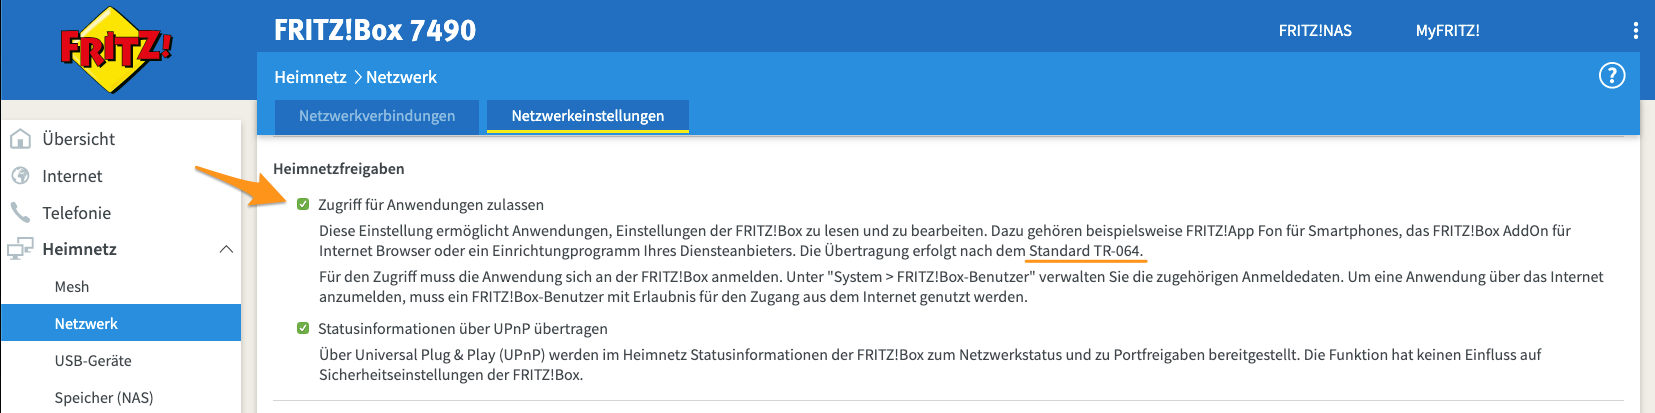 FRITZ!
FRITZ!Box 7490
FRITZ!NAS
MyFRITZ!
Heimnetz > Netzwerk
?
Netzwerkverbindungen
Netzwerkeinstellungen
Übersicht
Internet
Telefonie
Heimnetz
Mesh
Netzwerk
USB-Geräte
Speicher (NAS)
Heimnetzfreigaben
Zugriff für Anwendungen zulassen
Diese Einstellung ermöglicht Anwendungen, Einstellungen der FRITZ!Box zu lesen und zu bearbeiten. Dazu gehören beispielsweise FRITZ!App Fon für Smartphones, das FRITZ!Box AddOn für
Internet Browser oder ein Einrichtungprogramm Ihres Diensteanbieters. Die Übertragung erfolgt nach dem Standard TR-064.
Für den Zugriff muss die Anwendung sich an der FRITZ!Box anmelden. Unter "System > FRITZ!Box-Benutzer" verwalten Sie die zugehörigen Anmeldedaten. Um eine Anwendung über das Internet
anzumelden, muss ein FRITZ!Box-Benutzer mit Erlaubnis für den Zugang aus dem Internet genutzt werden.
Statusinformationen über UPnP übertragen
Über Universal Plug & Play (UPnP) werden im Heimnetz Statusinformationen der FRITZ!Box zum Netzwerkstatus und zu Portfreigaben bereitgestellt. Die Funktion hat keinen Einfluss auf
Sicherheitseinstellungen der FRITZ!Box.